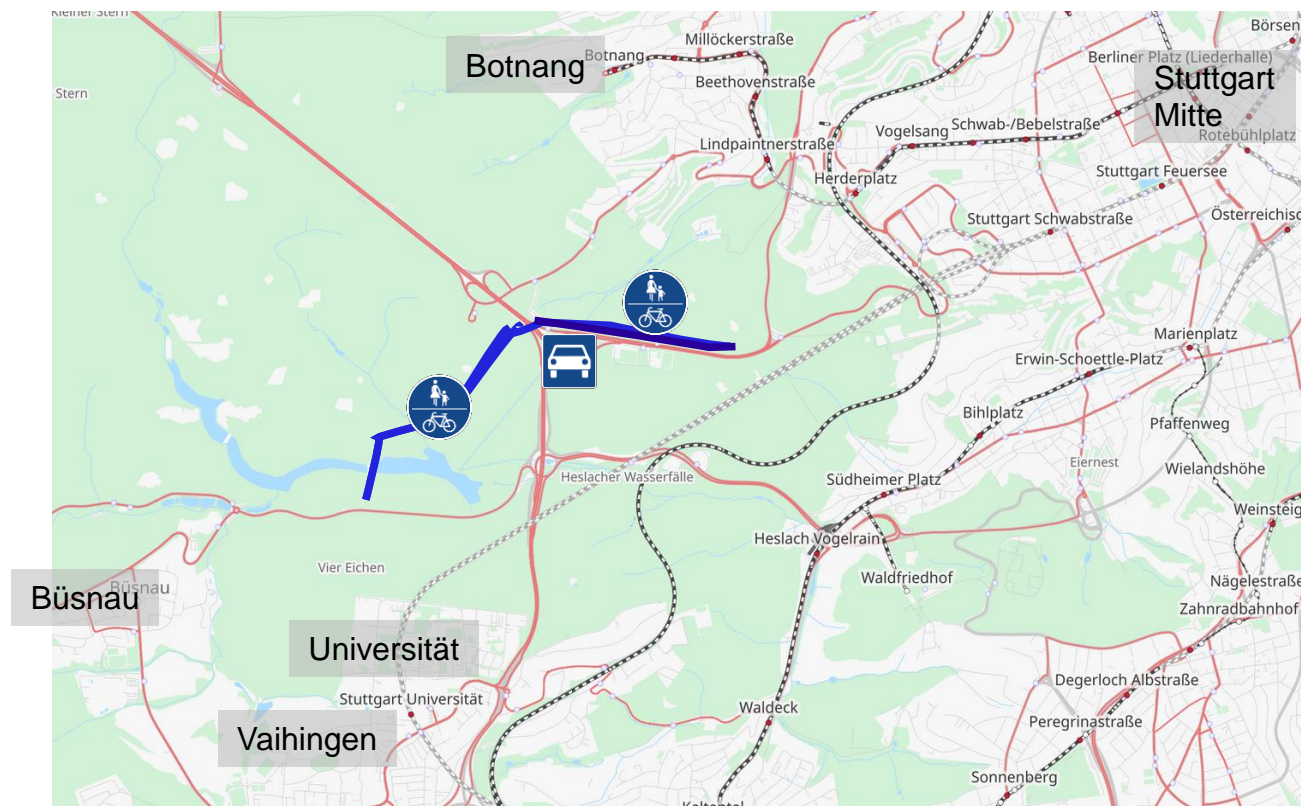 Kleiner Stern
Börsen
Millöckerstraße
Botnang
Botnang
Berliner Platz (Liederhalle)
Stuttgart
Mitte
Stern
Beethovenstraße
Schwab-/Bebelstraße
Vogelsang
Rotebühlplatz
Lindpaintnerstraße
Herderplatz
Stuttgart Feuersee
Stuttgart Schwabstraße
Österreichisc
Marienplatz
Erwin-Schoettle-Platz
Bihlplatz
Pfaffenweg
Eiernest
Wielandshöhe
Heslacher Wasserfälle
Südheimer Platz
Weinsteig
Heslach Vogelrain
Vier Eichen
Waldfriedhof
Nägelestraße
Büsnau
Büsnau
Zahnradbahnhof
Universität
Degerloch Albstraße
Stuttgart Universität
Waldeck
Peregrinastraße
Vaihingen
Sonnenberg
Kaltental